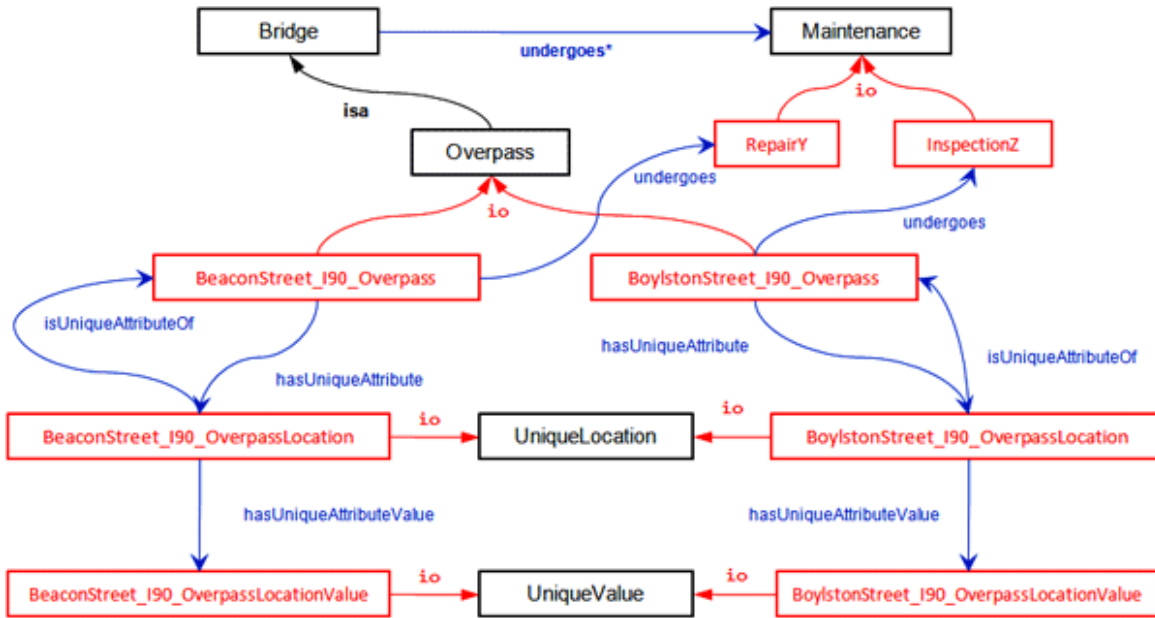 Bridge
undergoes*
Maintenance
isa
io
Overpass
RepairY
InspectionZ
undergoes
io
undergoes
BeaconStreet_I90_Overpass
BoylstonStreet_I90_Overpass
isUniqueAttributeOf
hasUniqueAttribute
isUniqueAttributeOf
hasUniqueAttribute
BeaconStreet_I90_OverpassLocation
io
UniqueLocation
io
BoylstonStreet_I90_OverpassLocation
hasUniqueAttributeValue
hasUniqueAttributeValue
BeaconStreet_I90_OverpassLocationValue
io
UniqueValue
io
BoylstonStreet_I90_OverpassLocationValue